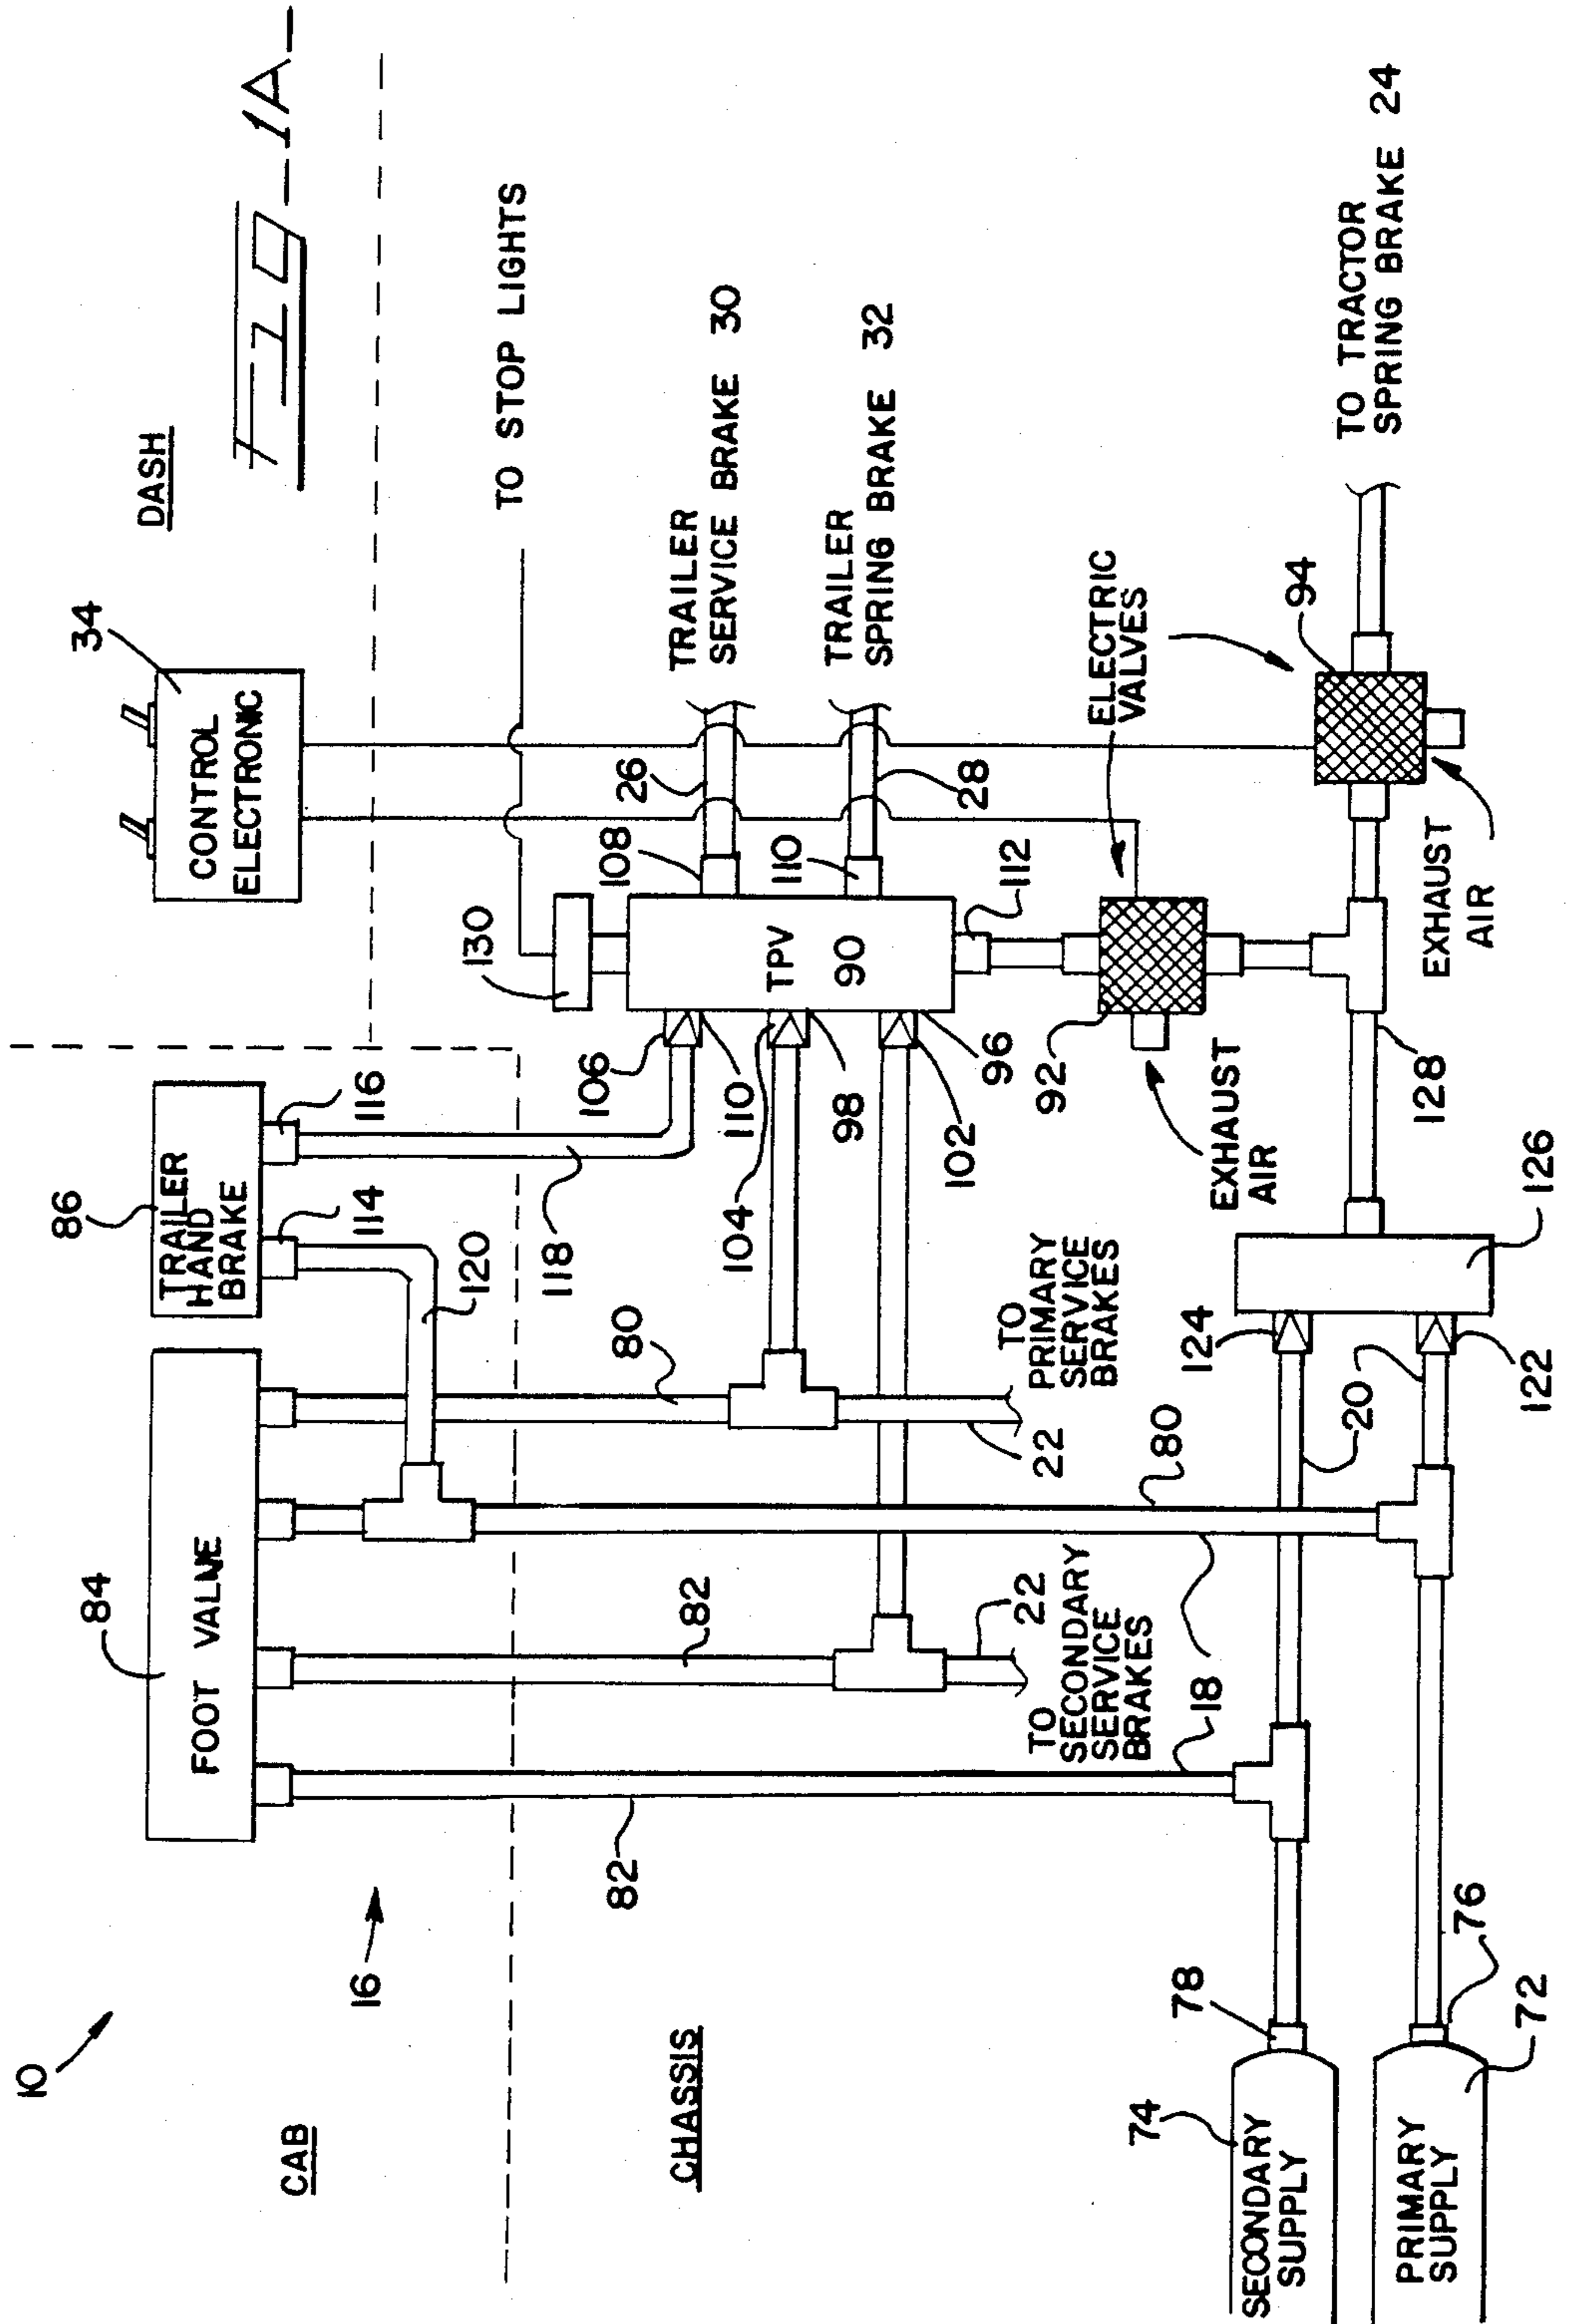 10
84
86
34
CAB
16
FOOT VALVE
TRAILER
HAND
BRAKE
114
116
CONTROL
ELECTRONIC
DASH
FIG-1A-
120
118
130
TO STOP LIGHTS
CHASSIS
82
82
80
106
110
108
26
TRAILER
SERVICE BRAKE 30
104
98
TPV
90
110
28
TRAILER
SPRING BRAKE 32
102
96
112
22
22
TO
SECONDARY
SERVICE
BRAKES
TO
PRIMARY
SERVICE
BRAKES
92
ELECTRIC
VALVES
EXHAUST
AIR
74
78
18
80
124
20
94
SECONDARY
SUPPLY
128
TO TRACTOR
SPRING BRAKE 24
PRIMARY
SUPPLY
72
76
122
126
EXHAUST
AIR